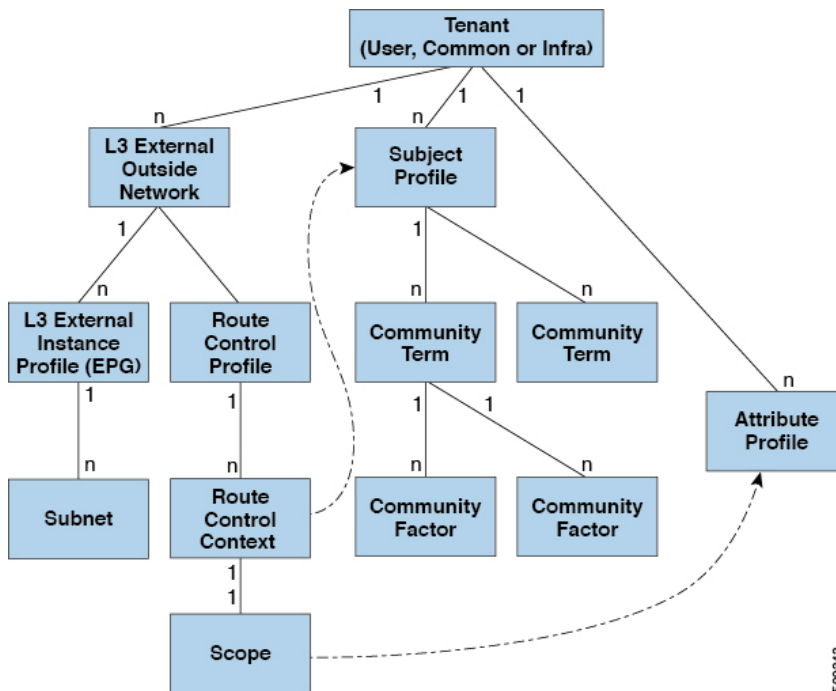 Tenant
(User, Common or Infra)
1
1
1
n
n
L3 External
Outside
Network
Subject
Profile
1
1
n
n
n
L3 External
Instance
Profile (EPG)
Route
Control
Profile
Community
Term
Community
Term
n
1
1
1
1
Attribute
Profile
n
n
n
n
Subnet
Route
Control
Context
Community
Factor
Community
Factor
1
1
Scope